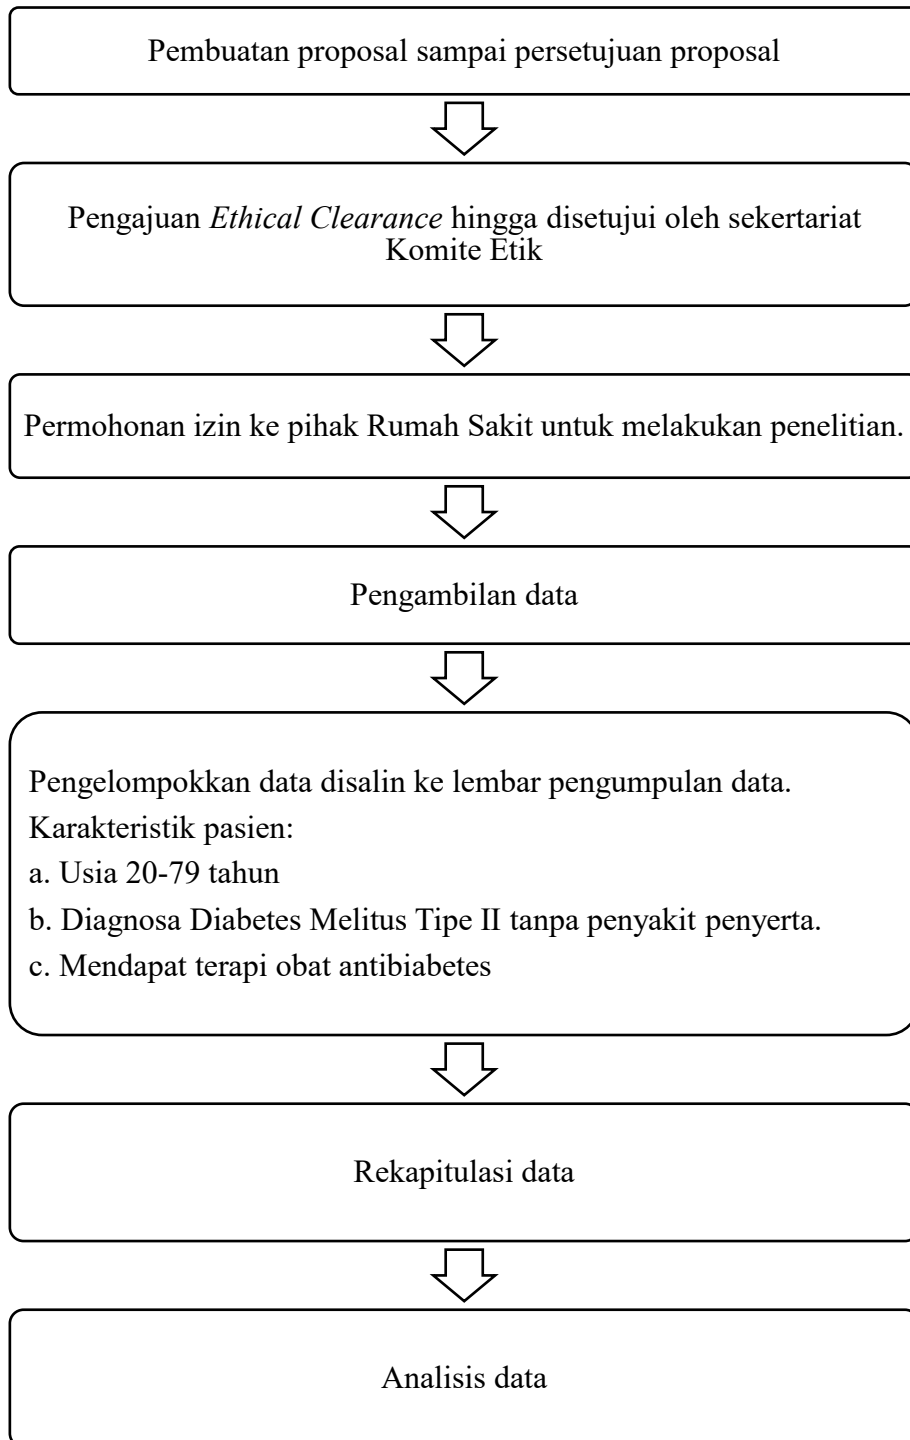 Pembuatan proposal sampai persetujuan proposal
Pengajuan Ethical Clearance hingga disetujui oleh sekertariat
Komite Etik
Permohonan izin ke pihak Rumah Sakit untuk melakukan penelitian.
Pengambilan data
Pengelompokkan data disalin ke lembar pengumpulan data.
Karakteristik pasien:
a. Usia 20-79 tahun
b. Diagnosa Diabetes Melitus Tipe II tanpa penyakit penyerta.
c. Mendapat terapi obat antibiabetes
Rekapitulasi data
Analisis data